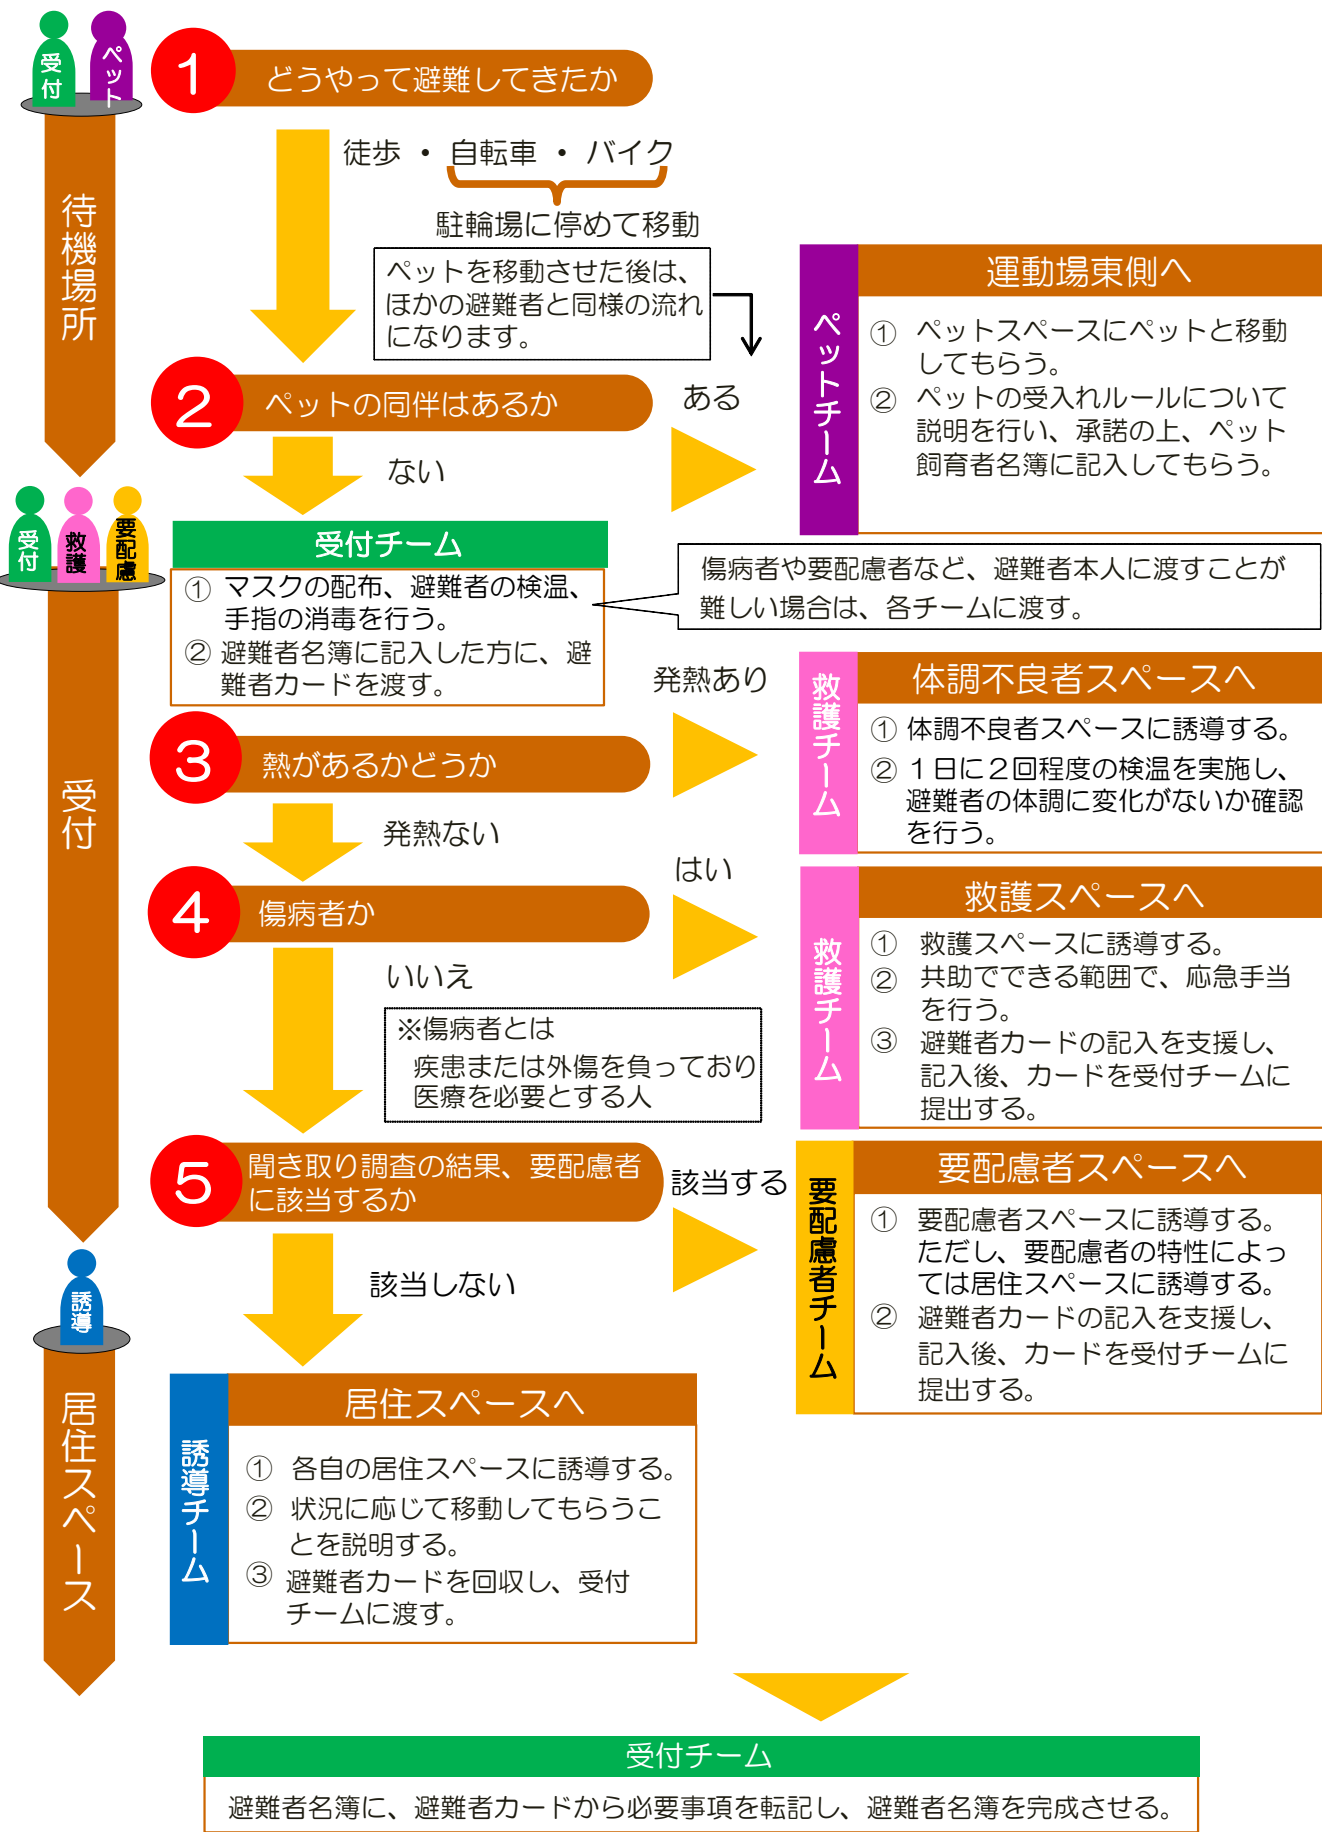 受付
ペット
1
どうやって避難してきたか
待機場所
徒歩 ・ 自転車 ・ バイク
駐輪場に停めて移動
ペットを移動させた後は、
ほかの避難者と同様の流れ
になります。
2
ペットの同伴はあるか
ある
ない
ペットチーム
運動場東側へ
① ペットスペースにペットと移動
してもらう。
② ペットの受入れルールについて
説明を行い、承諾の上、ペット
飼育者名簿に記入してもらう。
受付
救護
要配慮
受付
受付チーム
① マスクの配布、避難者の検温、
手指の消毒を行う。
② 避難者名簿に記入した方に、避
難者カードを渡す。
傷病者や要配慮者など、避難者本人に渡すことが
難しい場合は、各チームに渡す。
3
熱があるかどうか
発熱あり
発熱ない
救護チーム
体調不良者スペースへ
① 体調不良者スペースに誘導する。
② 1日に2回程度の検温を実施し、
避難者の体調に変化がないか確認
を行う。
4
傷病者か
はい
いいえ
※傷病者とは
疾患または外傷を負っており
医療を必要とする人
救護チーム
救護スペースへ
① 救護スペースに誘導する。
② 共助でできる範囲で、応急手当
を行う。
③ 避難者カードの記入を支援し、
記入後、カードを受付チームに
提出する。
5
聞き取り調査の結果、要配慮者
に該当するか
該当する
該当しない
要配慮者チーム
要配慮者スペースへ
① 要配慮者スペースに誘導する。
ただし、要配慮者の特性によっ
ては居住スペースに誘導する。
② 避難者カードの記入を支援し、
記入後、カードを受付チームに
提出する。
誘導
居住スペース
誘導チーム
居住スペースへ
① 各自の居住スペースに誘導する。
② 状況に応じて移動してもらうこ
とを説明する。
③ 避難者カードを回収し、受付
チームに渡す。
受付チーム
避難者名簿に、避難者カードから必要事項を転記し、避難者名簿を完成させる。